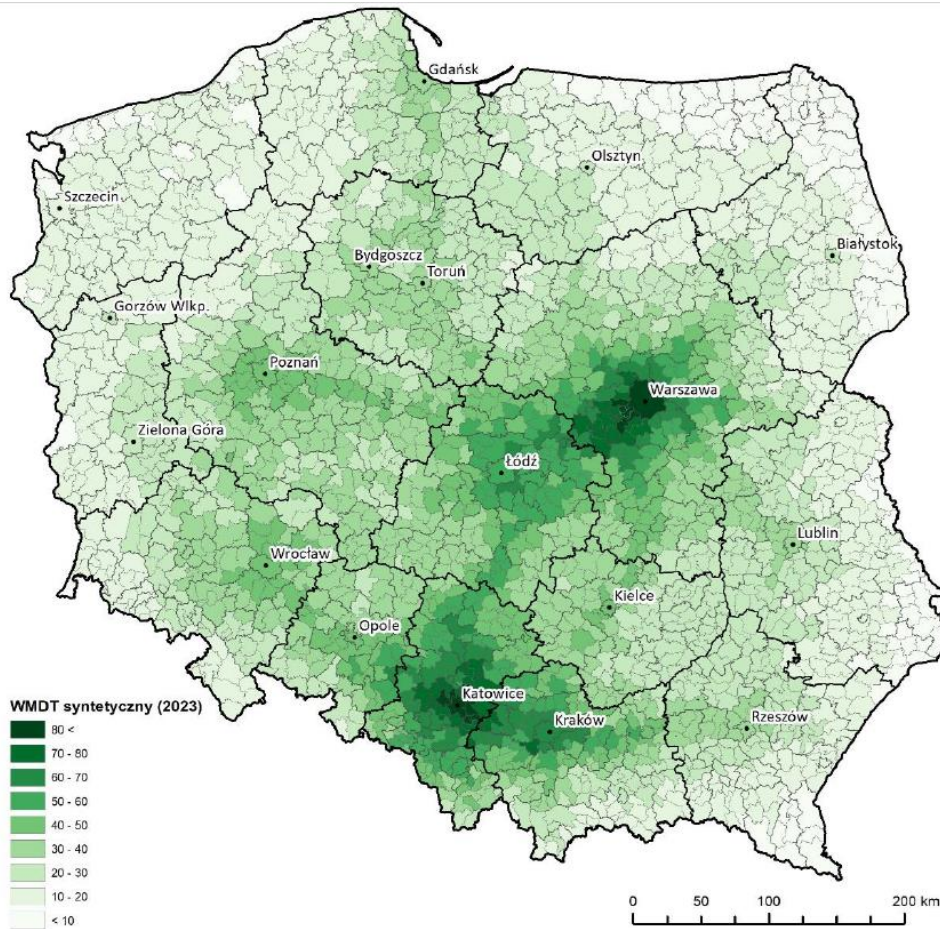 Gdańsk
Olsztyn
Szczecin
Białystok
Bydgoszcz
Toruń
Gorzów Wlkp.
Poznań
Warszawa
Zielona Góra
Łódź
Lublin
Wrocław
Kielce
Opole
Katowice
Kraków
Rzeszów
WMDT syntetyczny (2023)
80 <
70 - 80
60 - 70
50 - 60
40 - 50
30 - 40
20 - 30
10 - 20
< 10
0 50 100 200 km